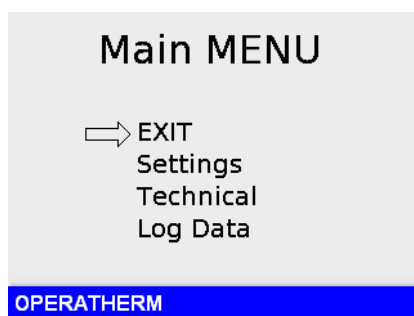 Main MENU
EXIT
Settings
Technical
Log Data
OPERATHERM